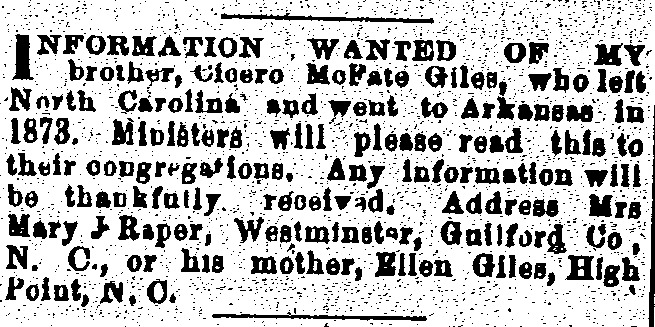 INFORMATION WANTED OF MY
brother, Cicero McFate Giles, who left
North Carolina and went to Arkansas in
1873. Ministers will please read this to
their congregations. Any information will
be thankfully received. Address Mrs
Mary J Raper, Westminster, Guilford Co,
N. C., or his mother, Ellen Giles, High
Point, N. C.